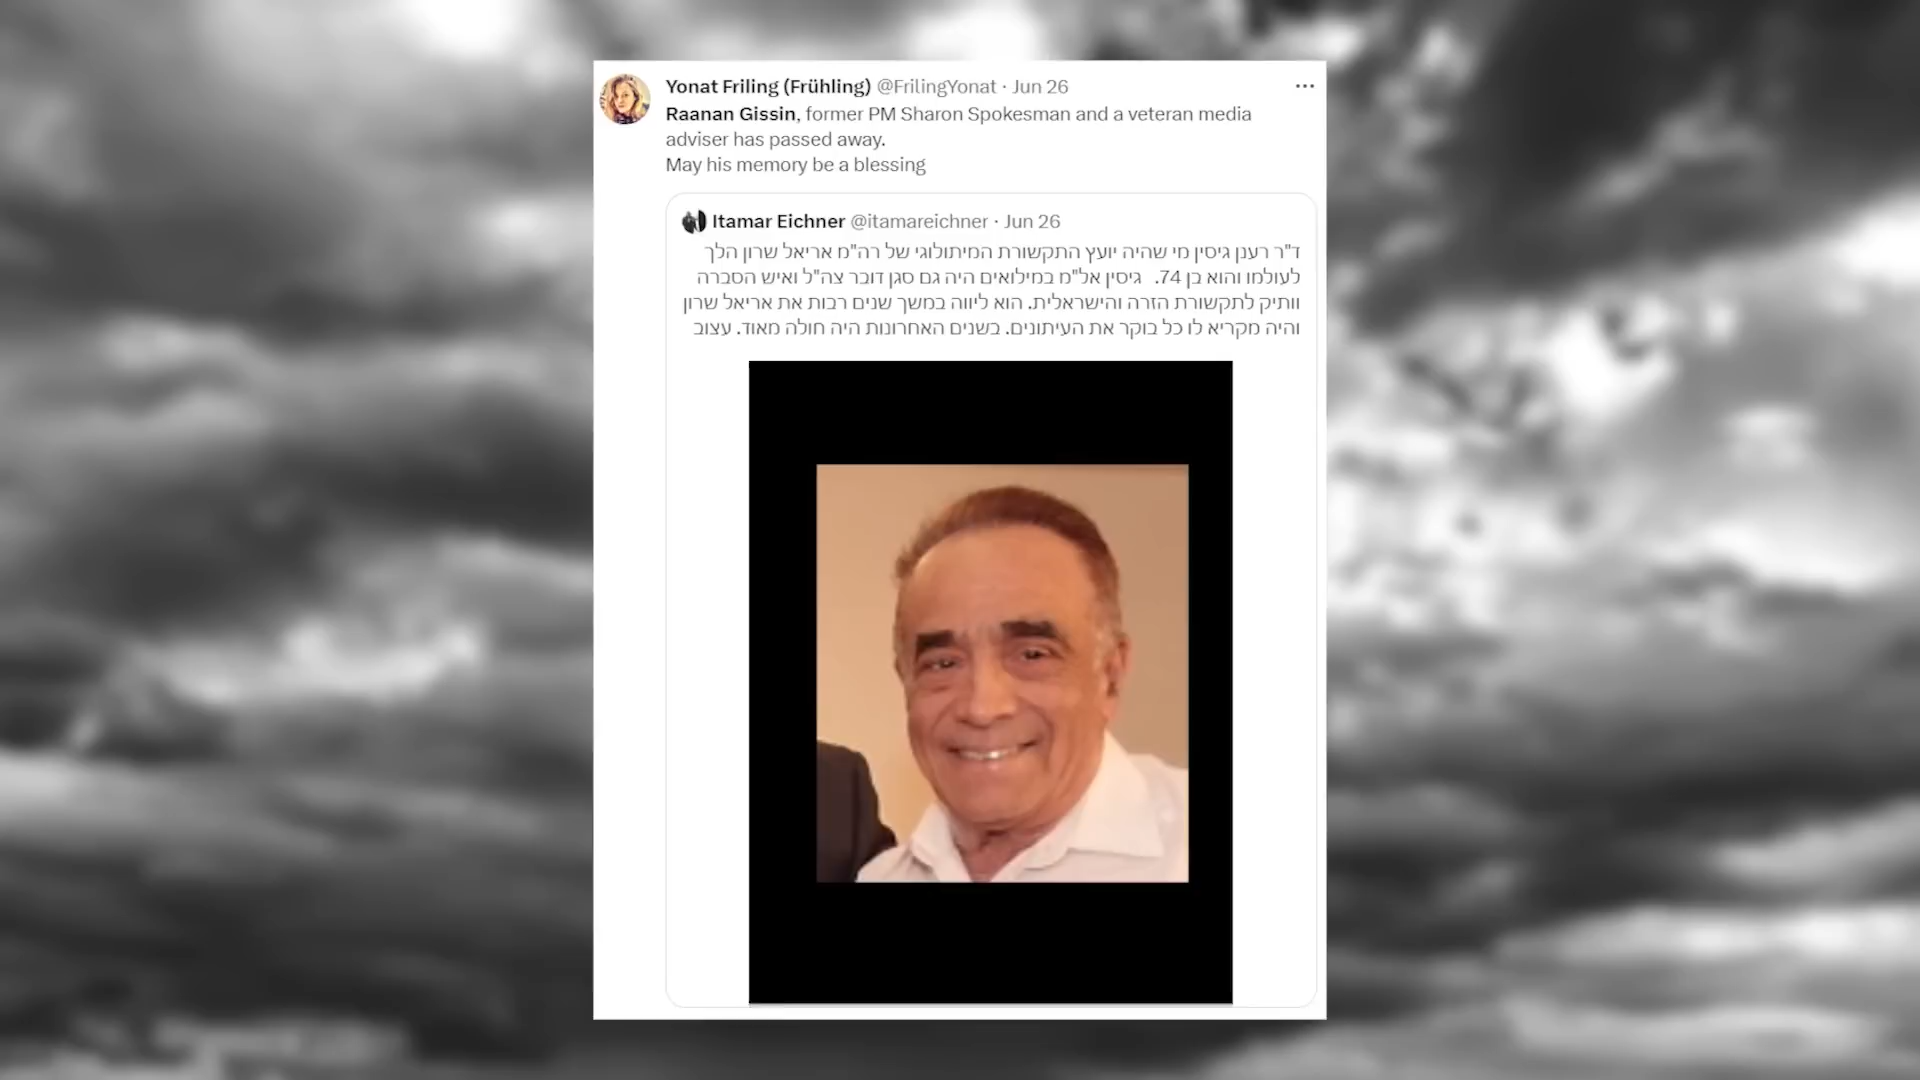 Yonat Friling (Frühling) @FrilingYonat · Jun 26
Raanan Gissin, former PM Sharon Spokesman and a veteran media
adviser has passed away.
May his memory be a blessing
Itamar Eichner @itamareichner · Jun 26
ד"ר רענן גיסין מי שהיה יועץ התקשורת המיתולוגי של רה"מ אריאל שרון הלך
לעולמו והוא בן 74. גיסין אל"מ במילואים היה גם סגן דובר צה"ל ואיש הסברה
וותיק לתקשורת הזרה והישראלית. הוא ליווה במשך שנים רבות את אריאל שרון
והיה מקריא לו כל בוקר את העיתונים. בשנים האחרונות היה חולה מאוד. עצוב